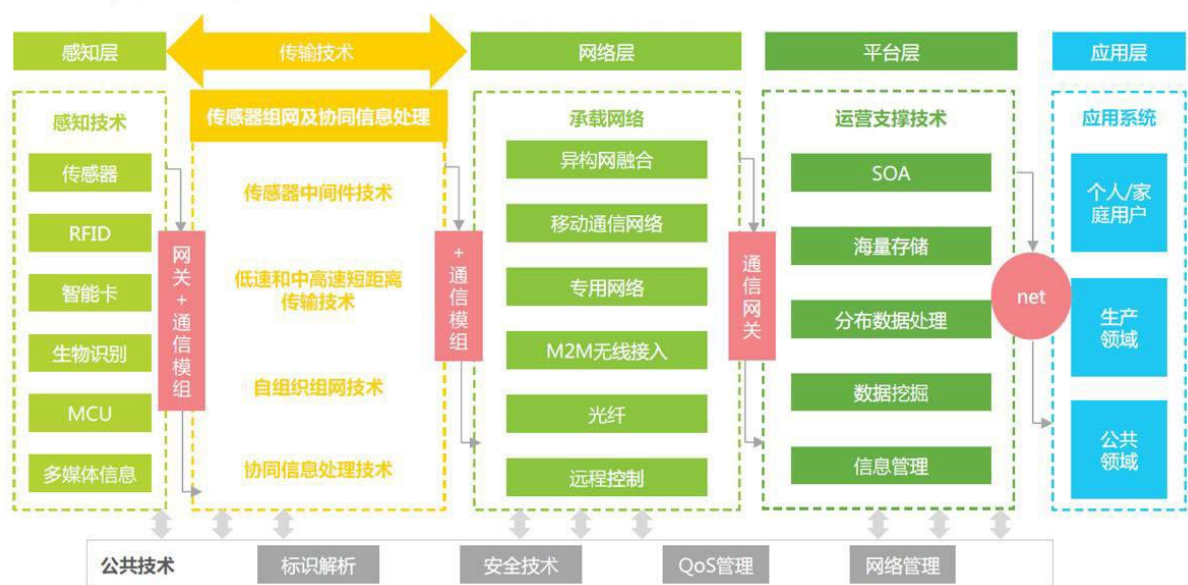 感知层
传输技术
网络层
平台层
应用层
感知技术
传感器
RFID
智能卡
生物识别
MCU
多媒体信息
网关+通信模组
传感器组网及协同信息处理
传感器中间件技术
低速和中高速短距离
传输技术
自组织组网技术
协同信息处理技术
+通信模组
承载网络
异构网融合
移动通信网络
专用网络
M2M无线接入
光纤
远程控制
通信网关
运营支撑技术
SOA
海量存储
分布数据处理
数据挖掘
信息管理
net
应用系统
个人/家
庭用户
生产
领域
公共
领域
公共技术
标识解析
安全技术
QoS管理
网络管理